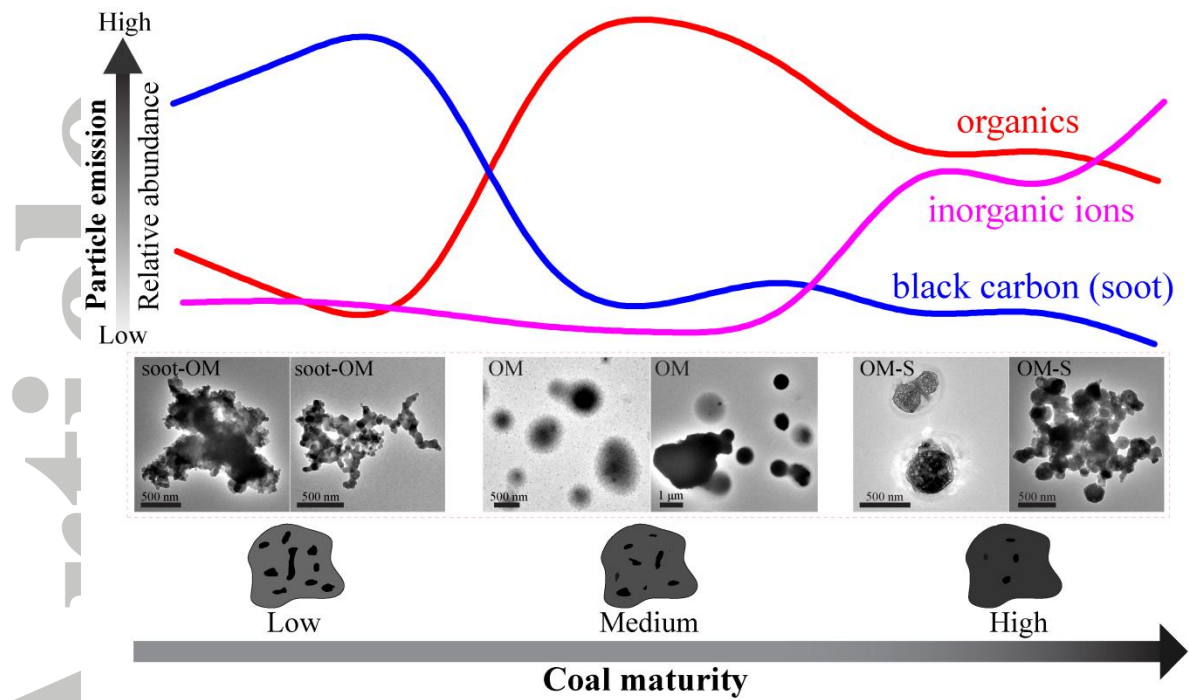 High
Particle emission
Relative abundance
Low
organics
inorganic ions
black carbon (soot)
soot-OM
soot-OM
OM
OM
OM-S
OM-S
500 nm
500 nm
500 nm
1 μm
500 nm
500 nm
Low
Medium
High
Coal maturity